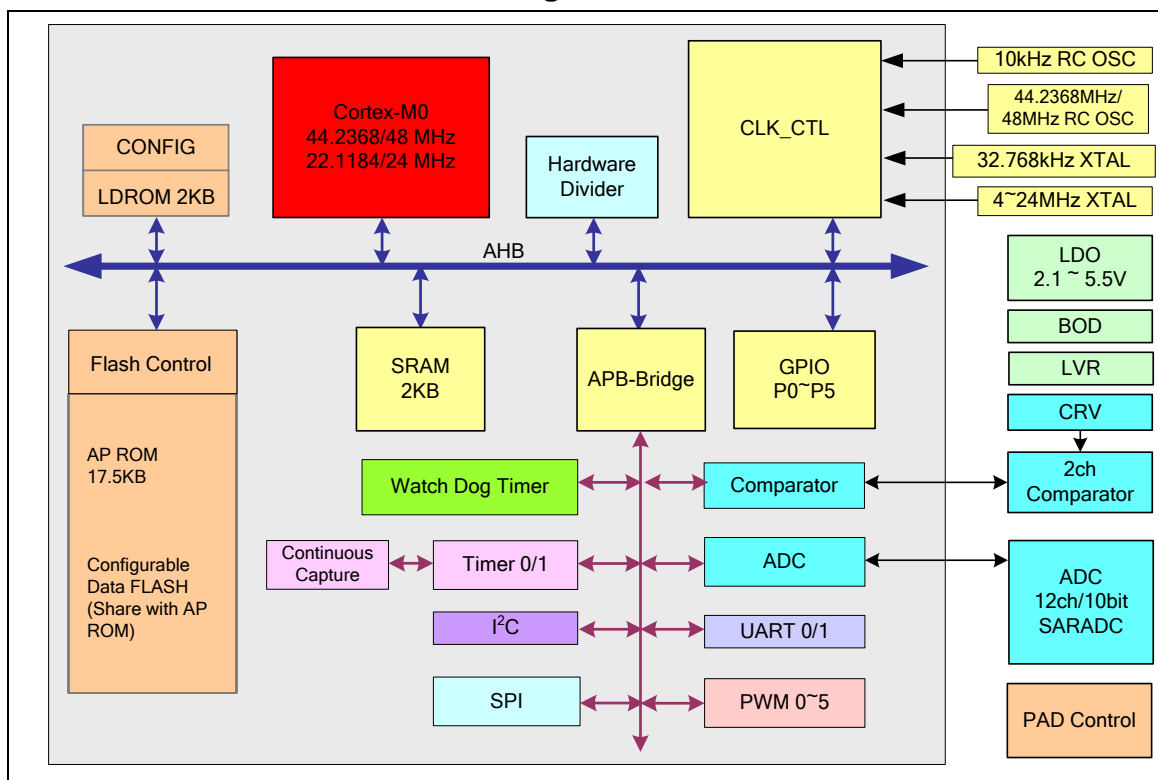 CONFIG
LDROM 2KB
Cortex-M0
44.2368/48 MHz
22.1184/24 MHz
Hardware
Divider
CLK_CTL
10kHz RC OSC
44.2368MHz/
48MHz RC OSC
32.768kHz XTAL
4~24MHz XTAL
AHB
LDO
2.1 ~ 5.5V
BOD
LVR
CRV
2ch
Comparator
ADC
12ch/10bit
SARADC
PAD Control
Flash Control
AP ROM
17.5KB
Configurable
Data FLASH
(Share with AP
ROM)
SRAM
2KB
APB-Bridge
GPIO
P0~P5
Watch Dog Timer
Comparator
Continuous
Capture
Timer 0/1
ADC
I²C
UART 0/1
SPI
PWM 0~5